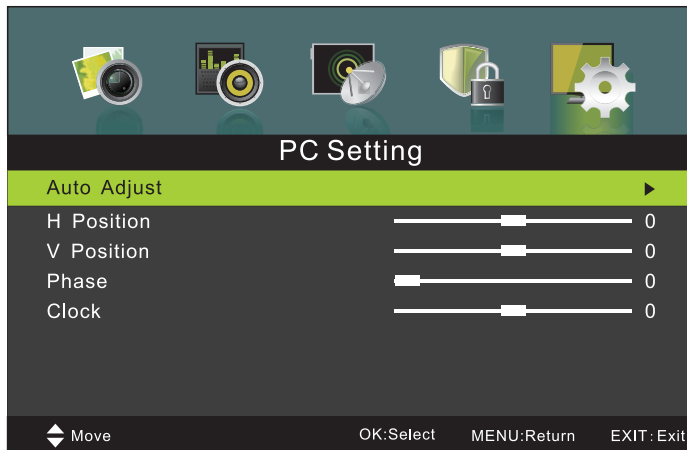 PC Setting
Auto Adjust
H Position 0
V Position 0
Phase 0
Clock 0
Move OK:Select MENU:Return EXIT:Exit